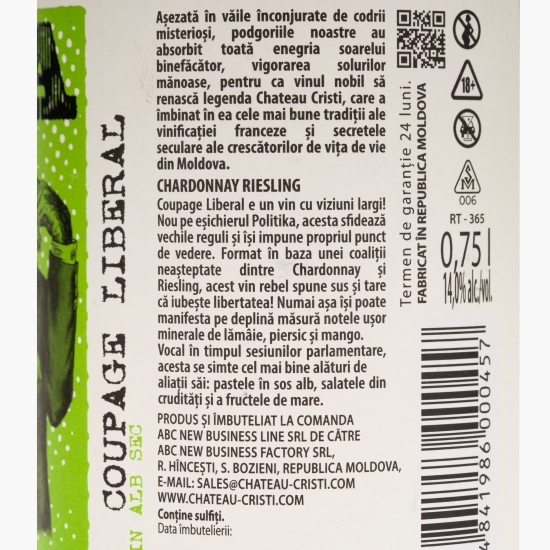 Așezată în văile înconjurate de codrii
misterioși, podgoriile noastre au
absorbit toată enegria soarelui
binefăcător, vigorarea solurilor
mănoase, pentru ca vinul nobil să
renască legenda Chateau Cristi, care a
îmbinat în ea cele mai bune tradiții ale
vinificației franceze și secretele
seculare ale crescătorilor de vița de vie
din Moldova.
CHARDONNAY RIESLING
Coupage Liberal e un vin cu viziuni largi!
Nou pe eșichierul Politika, acesta sfidează
vechile reguli și își impune propriul punct
de vedere. Format în baza unei coaliții
neașteptate dintre Chardonnay și
Riesling, acest vin rebel spune sus și tare
că iubește libertatea! Numai așa își poate
manifesta pe deplină măsură notele ușor
minerale de lămâie, piersic și mango.
Vocal în timpul sesiunilor parlamentare,
acesta se simte cel mai bine alături de
aliații săi: pastele în sos alb, salatele din
crudități și a fructele de mare.
PRODUS ȘI ÎMBUTELIAT LA COMANDA
ABC NEW BUSINESS LINE SRL DE CĂTRE
ABC NEW BUSINESS FACTORY SRL,
R. HÎNCEȘTI, S. BOZIENI, REPUBLICA MOLDOVA,
E-MAIL: SALES@CHATEAU-CRISTI.COM
WWW.CHATEAU-CRISTI.COM
Conține sulfiți.
Data îmbutelierii:
COUPAGE LIBERAL
IN ALB SEC
Termen de garanție 24 luni.
FABRICAT ÎN REPUBLICA MOLDOVA
18+
SM
006
RT - 365
0,75 l
14,0% alc./vol.
4 841986 000457